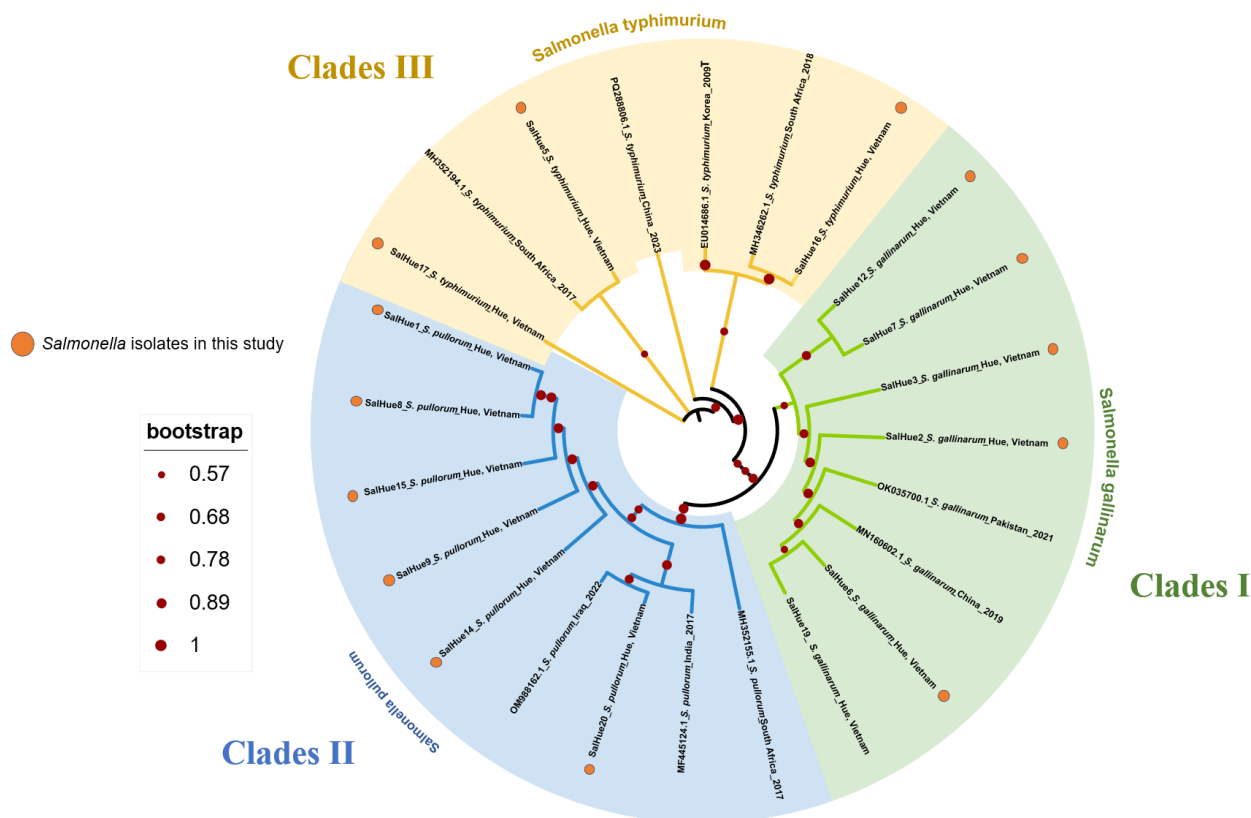 Clades III
Salmonella typhimurium
SalHue17_S. typhimurium_Hue, Vietnam
MH352194.1_S. typhimurium_South Africa_2017
SalHue5_S. typhimurium_Hue, Vietnam
PQ288806.1_S. typhimurium_China_2023
EU014686.1_S. typhimurium_Korea_2009T
MH346262.1_S. typhimurium_South Africa_2018
SalHue16_S. typhimurium_Hue, Vietnam
SalHue12_S. gallinarum_Hue, Vietnam
SalHue7_S. gallinarum_Hue, Vietnam
SalHue3_S. gallinarum_Hue, Vietnam
SalHue2_S. gallinarum_Hue, Vietnam
OK035700.1_S. gallinarum_Pakistan_2021
MN160602.1_S. gallinarum_China_2019
SalHue6_S. gallinarum_Hue, Vietnam
SalHue19_ S. gallinarum_Hue, Vietnam
Salmonella gallinarum
Clades I
MH352155.1_S. pullorum_South Africa_2017
MF445124.1_S. pullorum_India_2017
SalHue20_S. pullorum_Hue, Vietnam
OM988162.1_S. pullorum_Iraq_2022
SalHue14_S. pullorum_Hue, Vietnam
SalHue9_S. pullorum_Hue, Vietnam
SalHue15_S. pullorum_Hue, Vietnam
SalHue8_S. pullorum_Hue, Vietnam
SalHue1_S. pullorum_Hue, Vietnam
Salmonella pullorum
Clades II
Salmonella isolates in this study
bootstrap
0.57
0.68
0.78
0.89
1